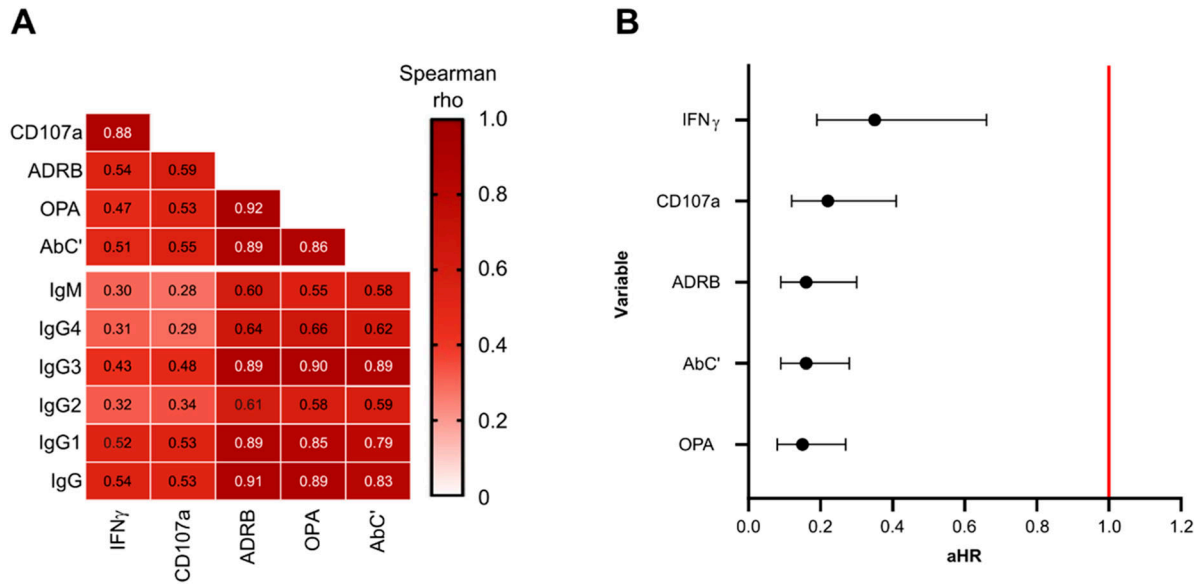 A
Spearman
rho
CD107a 0.88
ADRB 0.54 0.59
OPA 0.47 0.53 0.92
AbC' 0.51 0.55 0.89 0.86
IgM 0.30 0.28 0.60 0.55 0.58
IgG4 0.31 0.29 0.64 0.66 0.62
IgG3 0.43 0.48 0.89 0.90 0.89
IgG2 0.32 0.34 0.61 0.58 0.59
IgG1 0.52 0.53 0.89 0.85 0.79
IgG 0.54 0.53 0.91 0.89 0.83
IFNγ CD107a ADRB OPA AbC'
1.0
0.8
0.6
0.4
0.2
0
B
Variable
IFNγ
CD107a
ADRB
AbC'
OPA
0.0 0.2 0.4 0.6 0.8 1.0 1.2
aHR